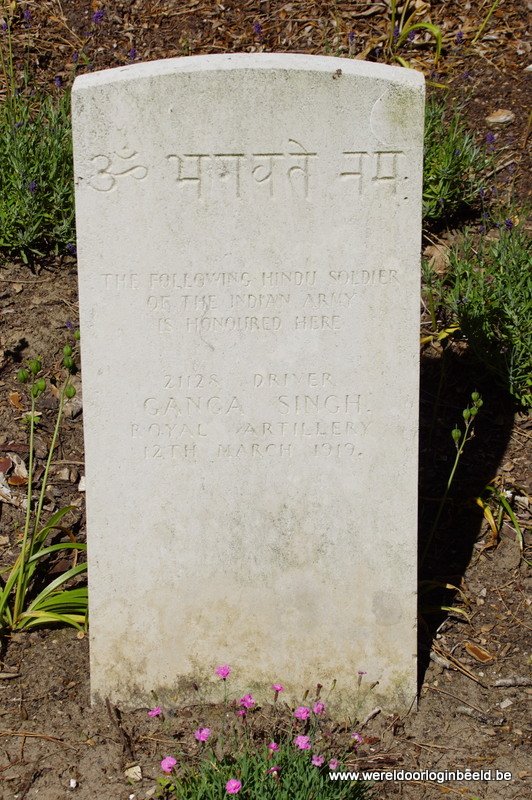 ॐ भगवते नम
THE FOLLOWING HINDU SOLDIER
OF THE INDIAN ARMY
IS HONOURED HERE
21128 DRIVER
GANGA SINGH.
ROYAL ARTILLERY
12TH MARCH 1919.
www.wereldoorloginbeeld.be